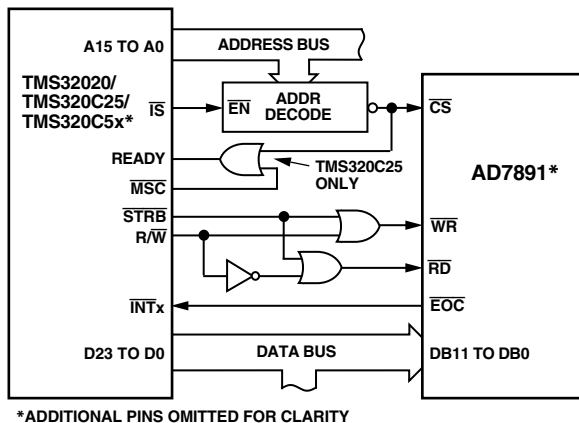 A15 TO A0
ADDRESS BUS
TMS32020/
TMS320C25/
TMS320C5x*
IS
EN
ADDR
DECODE
CS
READY
TMS320C25
ONLY
MSC
AD7891*
STRB
R/W
WR
RD
INTx
EOC
D23 TO D0
DATA BUS
DB11 TO DB0
*ADDITIONAL PINS OMITTED FOR CLARITY